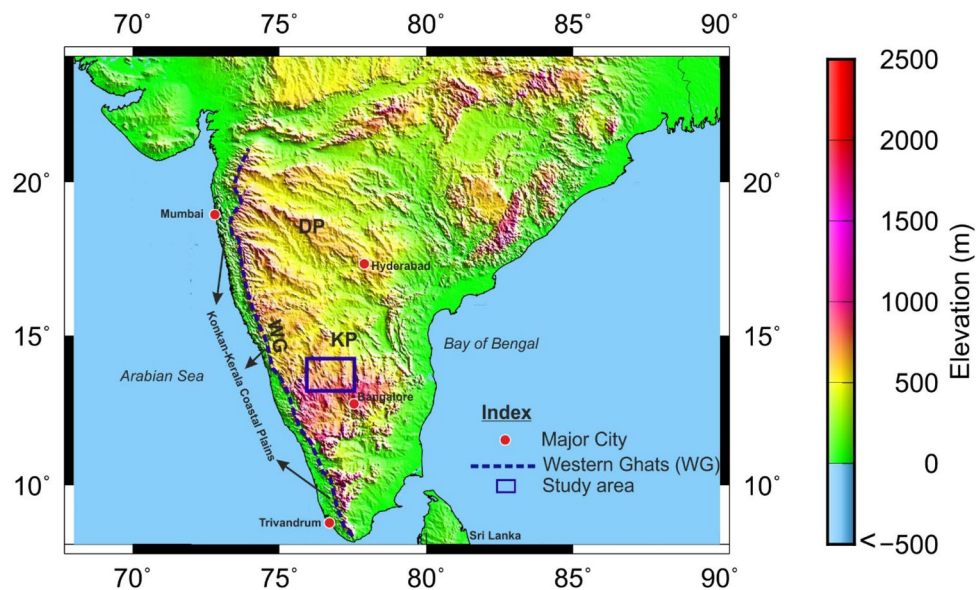 70° 75° 80° 85° 90°
20°
15°
10°
Mumbai
DP
Hyderabad
WG
KP
Konkan-Kerala Coastal Plains
Arabian Sea
Bay of Bengal
Bangalore
Index
Major City
Western Ghats (WG)
Study area
Trivandrum
Sri Lanka
20°
15°
10°
70° 75° 80° 85° 90°
2500
2000
1500
1000
500
0
< −500
Elevation (m)